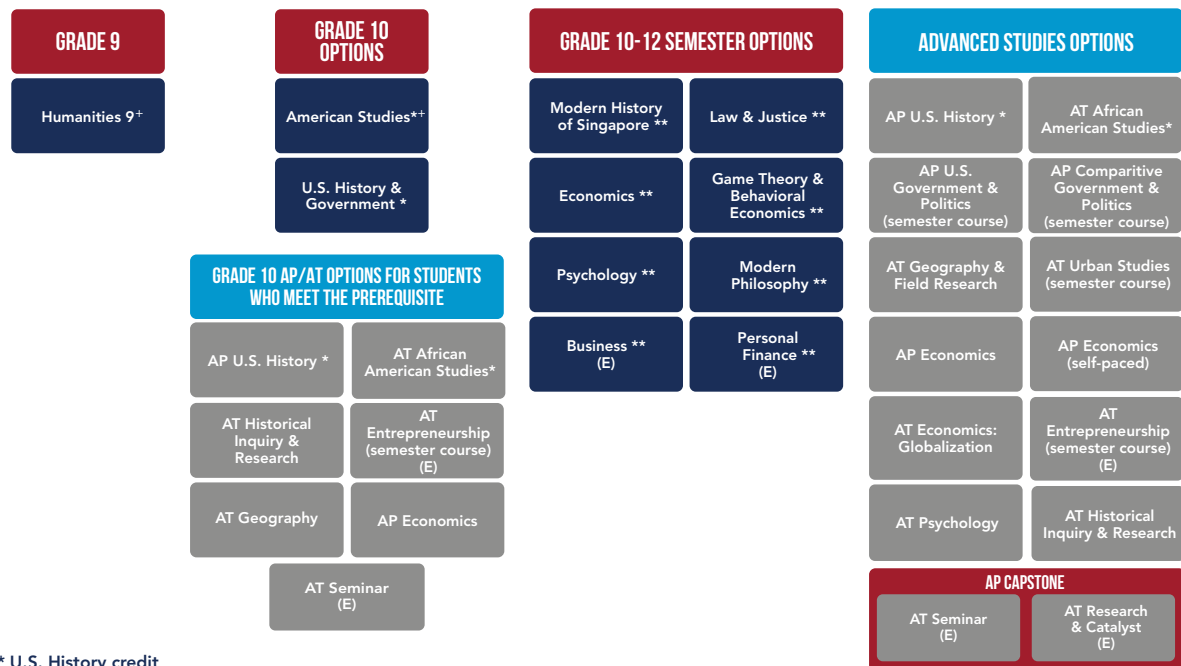 GRADE 9
Humanities 9+
GRADE 10
OPTIONS
American Studies*+
U.S. History &
Government *
GRADE 10 AP/AT OPTIONS FOR STUDENTS
WHO MEET THE PREREQUISITE
AP U.S. History *
AT African
American Studies*
AT Historical
Inquiry &
Research
AT
Entrepreneurship
(semester course)
(E)
AT Geography
AP Economics
AT Seminar
(E)
GRADE 10-12 SEMESTER OPTIONS
Modern History
of Singapore **
Law & Justice **
Economics **
Game Theory &
Behavioral
Economics **
Psychology **
Modern
Philosophy **
Business **
(E)
Personal
Finance **
(E)
ADVANCED STUDIES OPTIONS
AP U.S. History *
AT African
American Studies*
AP U.S.
Government &
Politics
(semester course)
AP Comparitive
Government &
Politics
(semester course)
AT Geography &
Field Research
AT Urban Studies
(semester course)
AP Economics
AP Economics
(self-paced)
AT Economics:
Globalization
AT
Entrepreneurship
(semester course)
(E)
AT Psychology
AT Historical
Inquiry & Research
AP CAPSTONE
AT Seminar
(E)
AT Research
& Catalyst
(E)
* U.S. History credit